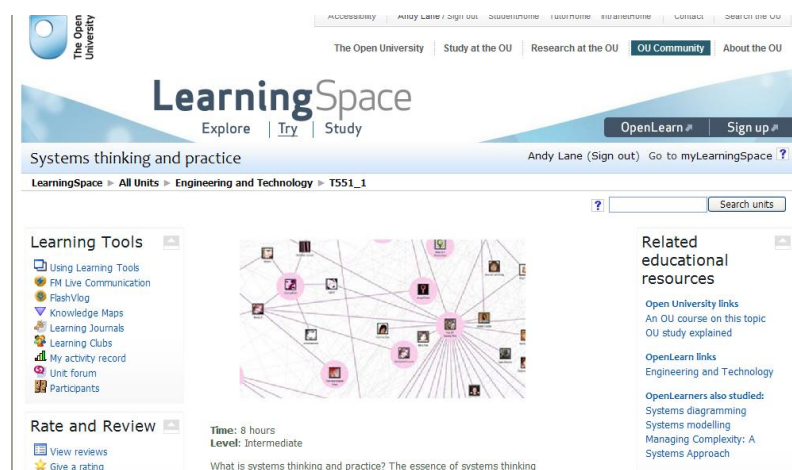 The Open
University
Accessibility Andy Lane / Sign out StudentHome TutorHome IntranetHome Contact Search the OU
The Open University Study at the OU Research at the OU OU Community About the OU
LearningSpace
Explore Try Study
OpenLearn Sign up
Systems thinking and practice
Andy Lane (Sign out) Go to myLearningSpace ?
LearningSpace ► All Units ► Engineering and Technology ► T551_1
? Search units
Learning Tools
Using Learning Tools
FM Live Communication
FlashVlog
Knowledge Maps
Learning Journals
Learning Clubs
My activity record
Unit forum
Participants
Rate and Review
View reviews
Give a rating
Time: 8 hours
Level: Intermediate
What is systems thinking and practice? The essence of systems thinking
Related
educational
resources
Open University links
An OU course on this topic
OU study explained
OpenLearn links
Engineering and Technology
OpenLearners also studied:
Systems diagramming
Systems modelling
Managing Complexity: A
Systems Approach